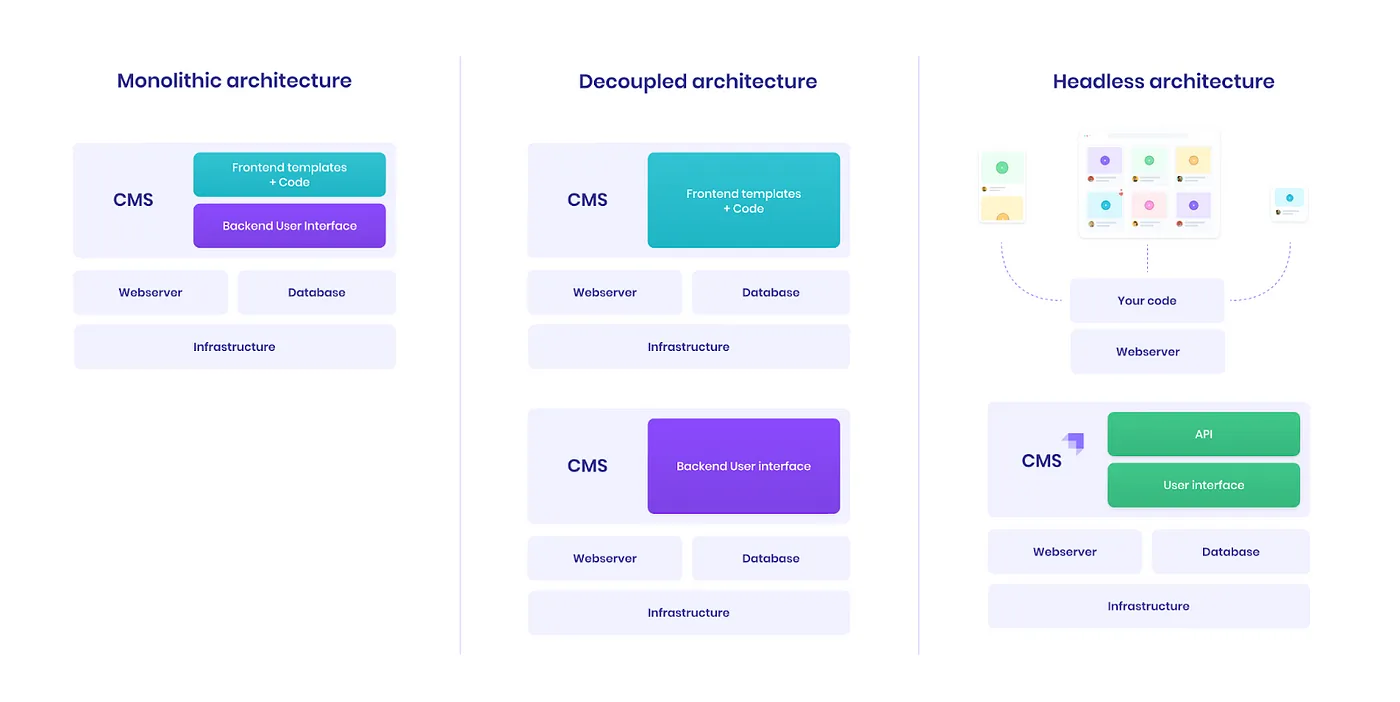 Monolithic architecture
CMS
Frontend templates
+ Code
Backend User Interface
Webserver
Database
Infrastructure
Decoupled architecture
CMS
Frontend templates
+ Code
Webserver
Database
Infrastructure
CMS
Backend User interface
Webserver
Database
Infrastructure
Headless architecture
Your code
Webserver
CMS
API
User interface
Webserver
Database
Infrastructure